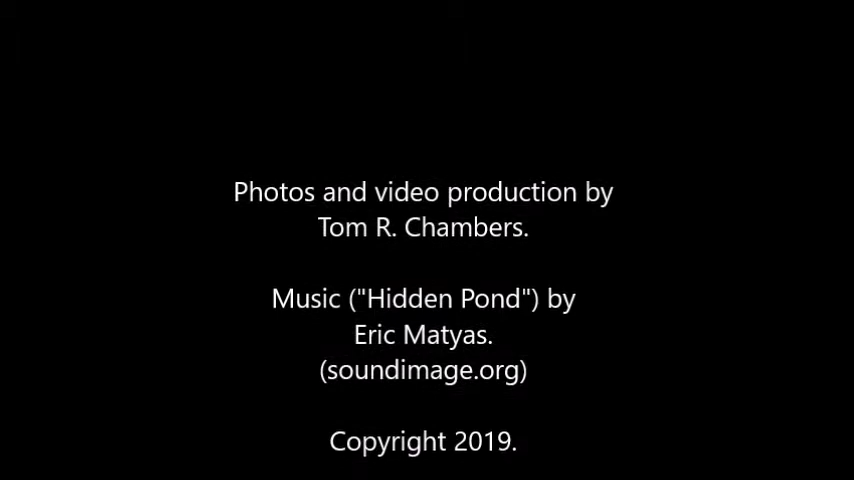 Photos and video production by
Tom R. Chambers.
Music ("Hidden Pond") by
Eric Matyas.
(soundimage.org)
Copyright 2019.